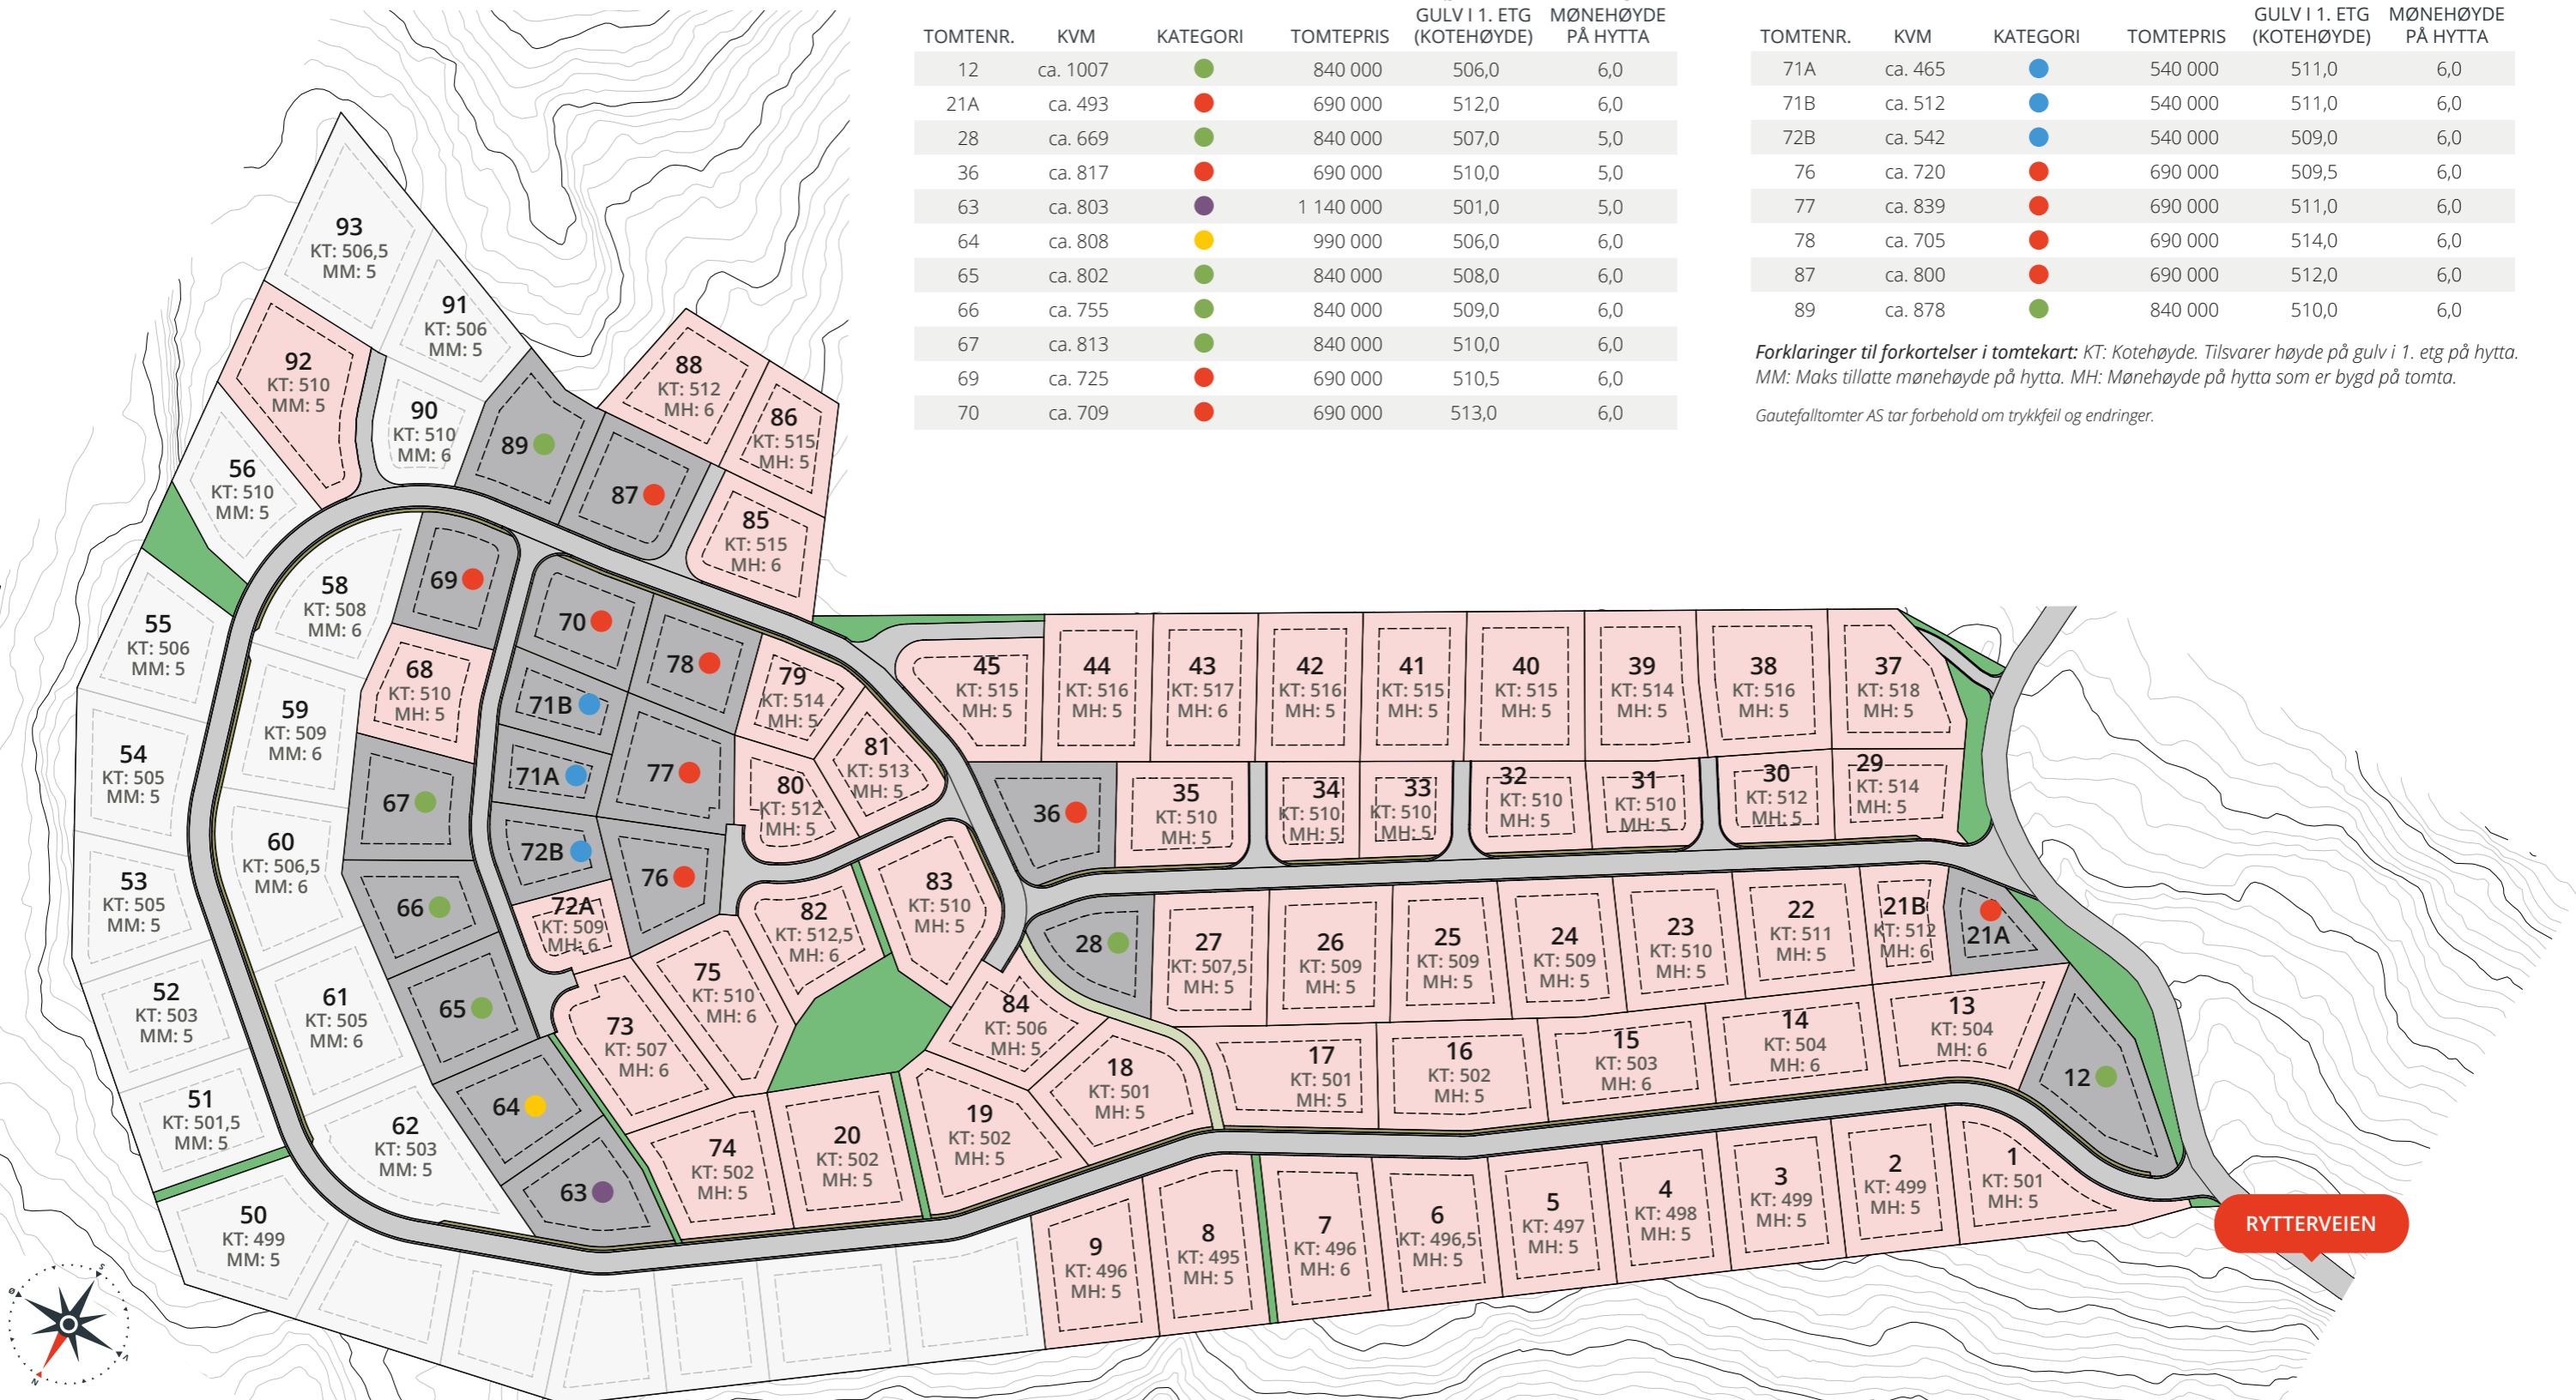 GULV I 1. ETG MØNEHØYDE
TOMTENR. KVM KATEGORI TOMTEPRIS (KOTEHØYDE) PÅ HYTTA
12 ca. 1007 840 000 506,0 6,0
21A ca. 493 690 000 512,0 6,0
28 ca. 669 840 000 507,0 5,0
36 ca. 817 690 000 510,0 5,0
63 ca. 803 1 140 000 501,0 5,0
64 ca. 808 990 000 506,0 6,0
65 ca. 802 840 000 508,0 6,0
66 ca. 755 840 000 509,0 6,0
67 ca. 813 840 000 510,0 6,0
69 ca. 725 690 000 510,5 6,0
70 ca. 709 690 000 513,0 6,0
GULV I 1. ETG MØNEHØYDE
TOMTENR. KVM KATEGORI TOMTEPRIS (KOTEHØYDE) PÅ HYTTA
71A ca. 465 540 000 511,0 6,0
71B ca. 512 540 000 511,0 6,0
72B ca. 542 540 000 509,0 6,0
76 ca. 720 690 000 509,5 6,0
77 ca. 839 690 000 511,0 6,0
78 ca. 705 690 000 514,0 6,0
87 ca. 800 690 000 512,0 6,0
89 ca. 878 840 000 510,0 6,0
Forklaringer til forkortelser i tomtekart: KT: Kotehøyde. Tilsvarer høyde på gulv i 1. etg på hytta.
MM: Maks tillatte mønehøyde på hytta. MH: Mønehøyde på hytta som er bygd på tomta.
Gautefalltomter AS tar forbehold om trykkfeil og endringer.
93
KT: 506,5
MM: 5
91
KT: 506
MM: 5
92
KT: 510
MM: 5
90
KT: 510
MM: 6
89
87
88
KT: 512
MH: 6
86
KT: 515
MH: 5
85
KT: 515
MH: 6
56
KT: 510
MM: 5
58
KT: 508
MM: 6
69
70
78
55
KT: 506
MM: 5
68
KT: 510
MH: 5
71B
79
KT: 514
MH: 5
59
KT: 509
MM: 6
54
KT: 505
MM: 5
67
71A
77
80
KT: 512
MH: 5
81
KT: 513
MH: 5
60
KT: 506,5
MM: 6
72B
76
53
KT: 505
MM: 5
66
72A
KT: 509
MH: 6
82
KT: 512,5
MH: 6
83
KT: 510
MH: 5
52
KT: 503
MM: 5
61
KT: 505
MM: 6
65
73
KT: 507
MH: 6
75
KT: 510
MH: 6
84
KT: 506
MH: 5
51
KT: 501,5
MM: 5
62
KT: 503
MM: 5
64
63
74
KT: 502
MH: 5
20
KT: 502
MH: 5
19
KT: 502
MH: 5
18
KT: 501
MH: 5
50
KT: 499
MM: 5
45
KT: 515
MH: 5
44
KT: 516
MH: 5
43
KT: 517
MH: 6
42
KT: 516
MH: 5
41
KT: 515
MH: 5
40
KT: 515
MH: 5
39
KT: 514
MH: 5
38
KT: 516
MH: 5
37
KT: 518
MH: 5
36
35
KT: 510
MH: 5
34
KT: 510
MH: 5
33
KT: 510
MH: 5
32
KT: 510
MH: 5
31
KT: 510
MH: 5
30
KT: 512
MH: 5
29
KT: 514
MH: 5
28
27
KT: 507,5
MH: 5
26
KT: 509
MH: 5
25
KT: 509
MH: 5
24
KT: 509
MH: 5
23
KT: 510
MH: 5
22
KT: 511
MH: 5
21B
KT: 512
MH: 6
21A
17
KT: 501
MH: 5
16
KT: 502
MH: 5
15
KT: 503
MH: 6
14
KT: 504
MH: 6
13
KT: 504
MH: 6
12
9
KT: 496
MH: 5
8
KT: 495
MH: 5
7
KT: 496
MH: 6
6
KT: 496,5
MH: 5
5
KT: 497
MH: 5
4
KT: 498
MH: 5
3
KT: 499
MH: 5
2
KT: 499
MH: 5
1
KT: 501
MH: 5
RYTTERVEIEN
N